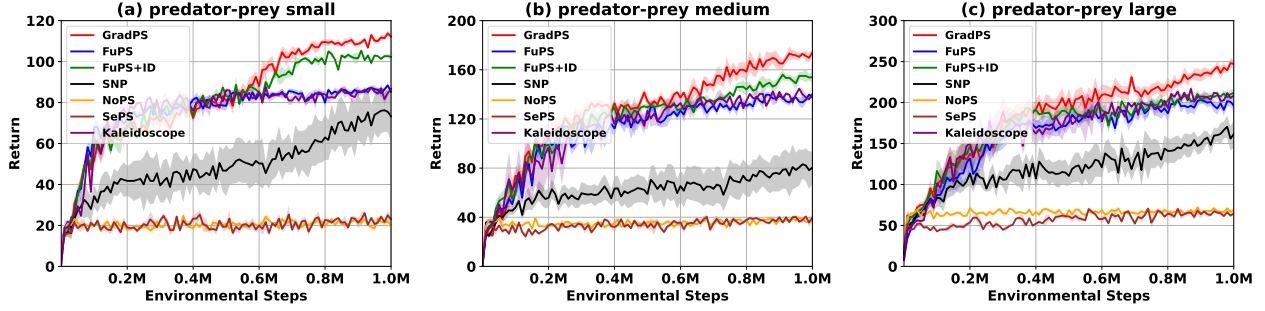 (a) predator-prey small
120
100
80
60
40
20
0
Return
GradPS
FuPS
FuPS+ID
SNP
NoPS
SePS
Kaleidoscope
0.2M 0.4M 0.6M 0.8M 1.0M
Environmental Steps
(b) predator-prey medium
200
160
120
80
40
0
Return
GradPS
FuPS
FuPS+ID
SNP
NoPS
SePS
Kaleidoscope
0.2M 0.4M 0.6M 0.8M 1.0M
Environmental Steps
(c) predator-prey large
300
250
200
150
100
50
0
Return
GradPS
FuPS
FuPS+ID
SNP
NoPS
SePS
Kaleidoscope
0.2M 0.4M 0.6M 0.8M 1.0M
Environmental Steps